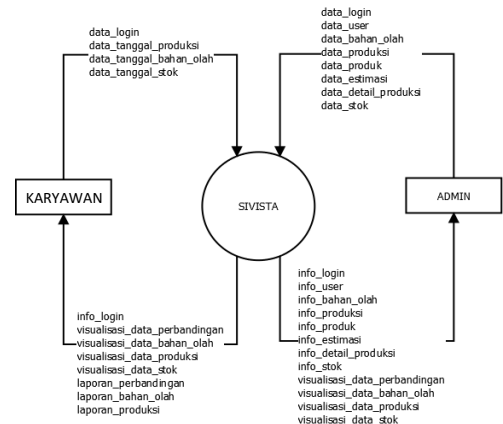 data_login
data_tanggal_produksi
data_tanggal_bahan_olah
data_tanggal_stok
data_login
data_user
data_bahan_olah
data_produksi
data_produk
data_estimasi
data_detail_produksi
data_stok
KARYAWAN
SIVISTA
ADMIN
info_login
visualisasi_data_perbandingan
visualisasi_data_bahan_olah
visualisasi_data_produksi
visualisasi_data_stok
laporan_perbandingan
laporan_bahan_olah
laporan_produksi
info_login
info_user
info_bahan_olah
info_produksi
info_produk
info_estimasi
info_detail_produksi
info_stok
visualisasi_data_perbandingan
visualisasi_data_bahan_olah
visualisasi_data_produksi
visualisasi_data_stok